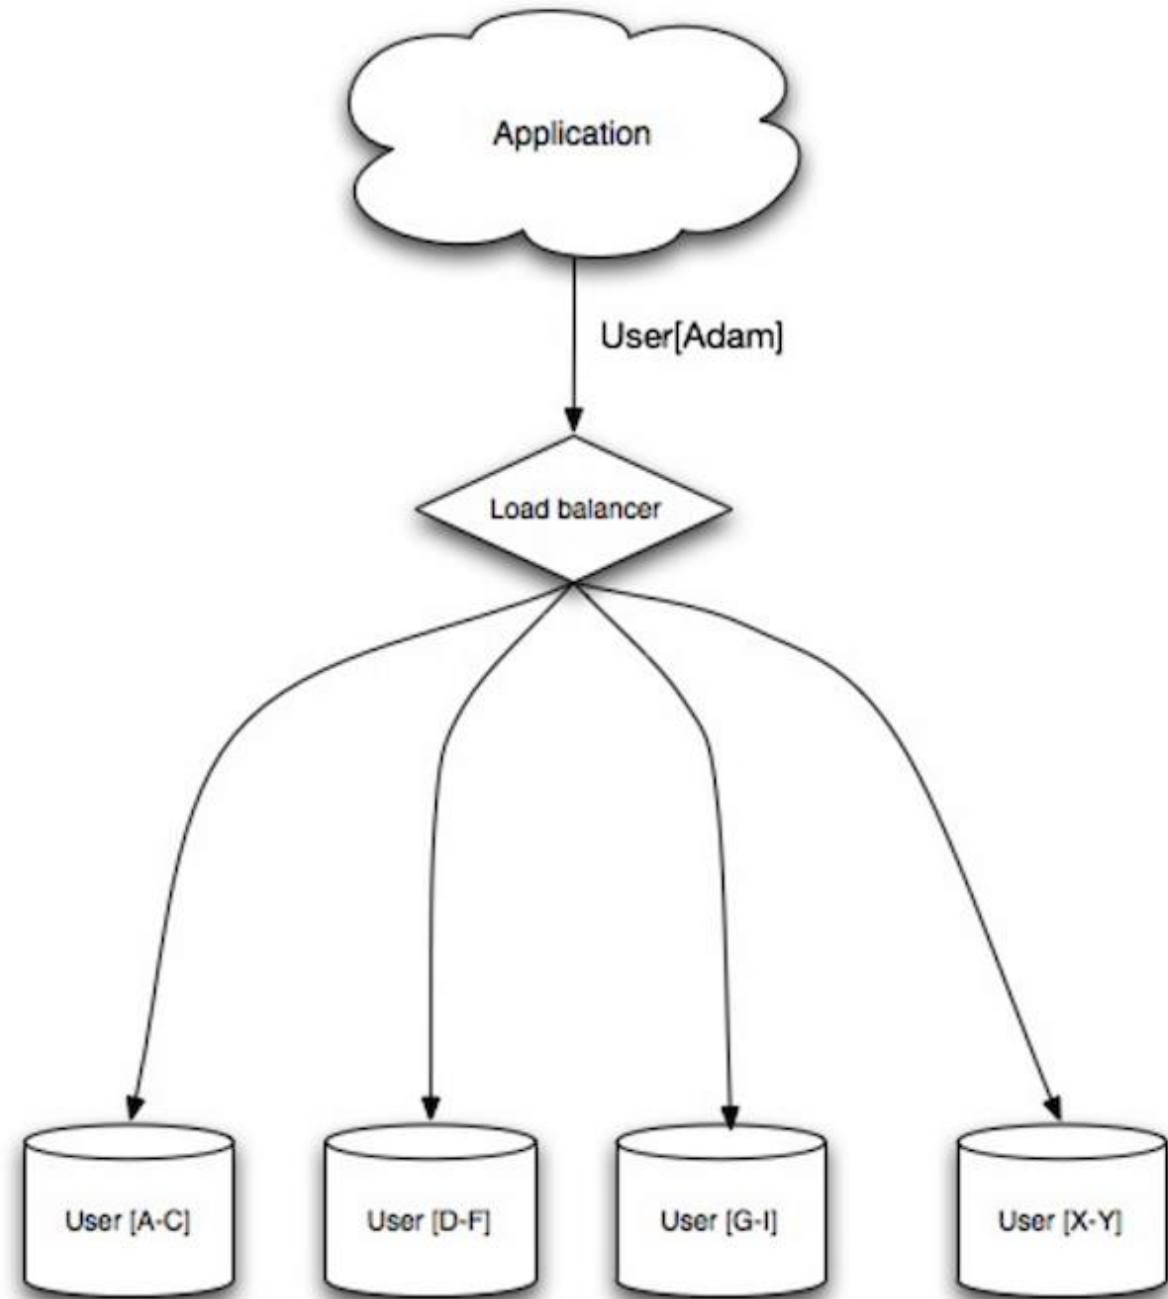 Application
User[Adam]
Load balancer
User [A-C]
User [D-F]
User [G-I]
User [X-Y]